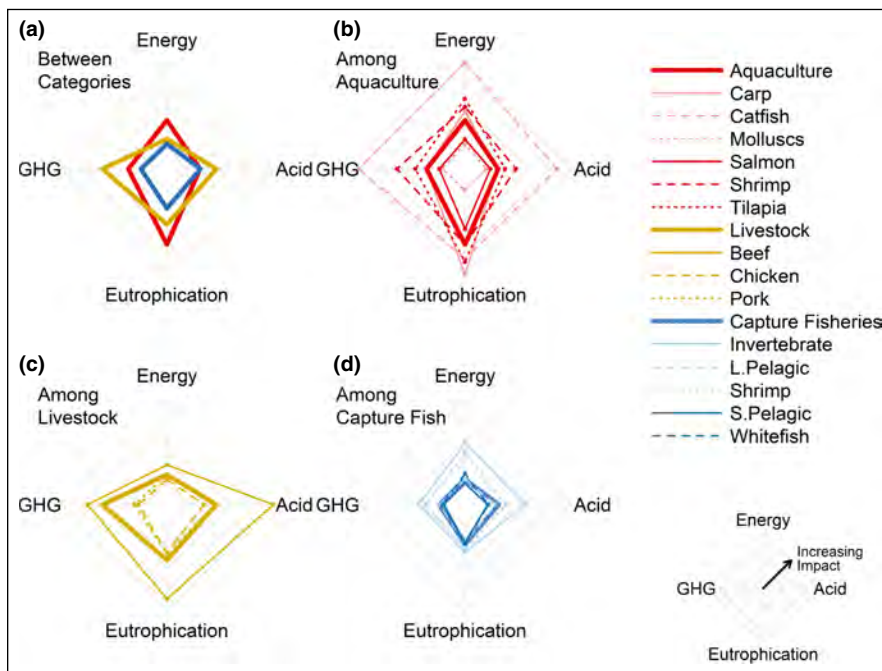 (a)
Energy
Between
Categories
GHG
Acid
Eutrophication
(b)
Energy
Among
Aquaculture
GHG
Acid
Eutrophication
(c)
Energy
Among
Livestock
GHG
Acid
Eutrophication
(d)
Energy
Among
Capture Fish
GHG
Acid
Eutrophication
Aquaculture
Carp
Catfish
Molluscs
Salmon
Shrimp
Tilapia
Livestock
Beef
Chicken
Pork
Capture Fisheries
Invertebrate
L.Pelagic
Shrimp
S.Pelagic
Whitefish
Energy
Increasing
Impact
GHG
Acid
Eutrophication